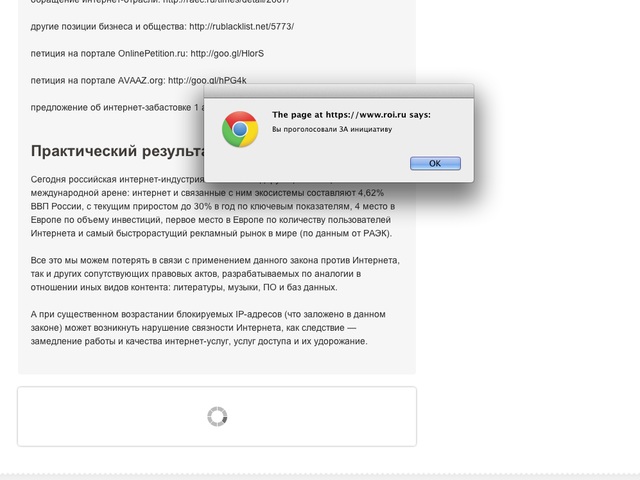 обращение интернет-отрасли: http://raec.ru/times/detail/2667/
другие позиции бизнеса и общества: http://rublacklist.net/5773/
петиция на портале OnlinePetition.ru: http://goo.gl/HlorS
петиция на портале AVAAZ.org: http://goo.gl/hPG4k
предложение об интернет-забастовке 1
The page at https://www.roi.ru says:
Вы проголосовали ЗА инициативу
OK
Практический
Сегодня российская интернет-индустрия
международной арене: интернет и связанные с ним экосистемы составляют 4,62%
ВВП России, с текущим приростом до 30% в год по ключевым показателям, 4 место в
Европе по объему инвестиций, первое место в Европе по количеству пользователей
Интернета и самый быстрорастущий рекламный рынок в мире (по данным от РАЭК).
Все это мы можем потерять в связи с применением данного закона против Интернета,
так и других сопутствующих правовых актов, разрабатываемых по аналогии в
отношении иных видов контента: литературы, музыки, ПО и баз данных.
А при существенном возрастании блокируемых IP-адресов (что заложено в данном
законе) может возникнуть нарушение связности Интернета, как следствие —
замедление работы и качества интернет-услуг, услуг доступа и их удорожание.